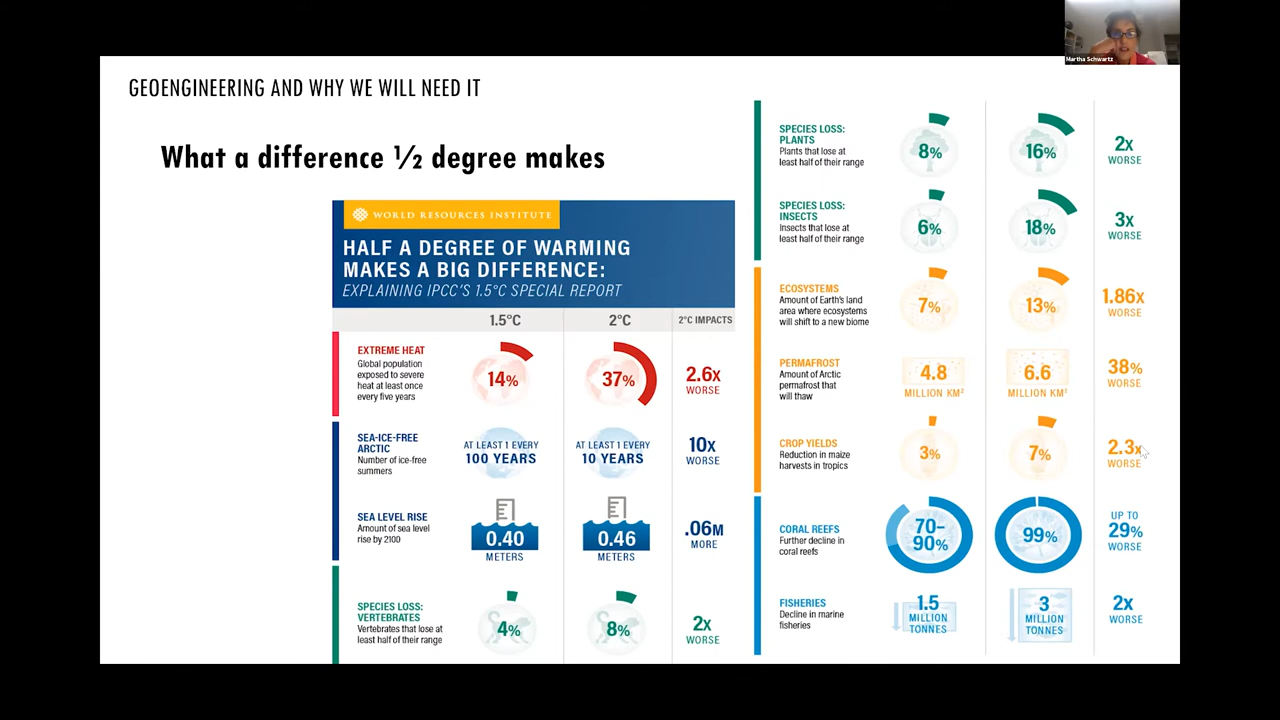 Martha Schwartz
GEOENGINEERING AND WHY WE WILL NEED IT
What a difference ½ degree makes
WORLD RESOURCES INSTITUTE
HALF A DEGREE OF WARMING
MAKES A BIG DIFFERENCE:
EXPLAINING IPCC'S 1.5°C SPECIAL REPORT
1.5°C 2°C 2°C IMPACTS
EXTREME HEAT
Global population
exposed to severe
heat at least once
every five years
14% 37% 2.6x
WORSE
SEA-ICE-FREE
ARCTIC
Number of ice-free
summers
AT LEAST 1 EVERY
100 YEARS
AT LEAST 1 EVERY
10 YEARS
10x
WORSE
SEA LEVEL RISE
Amount of sea level
rise by 2100
0.40
METERS
0.46
METERS
.06M
MORE
SPECIES LOSS:
VERTEBRATES
Vertebrates that lose at
least half of their range
4% 8% 2x
WORSE
SPECIES LOSS:
PLANTS
Plants that lose at
least half of their range
8% 16% 2x
WORSE
SPECIES LOSS:
INSECTS
Insects that lose at
least half of their range
6% 18% 3x
WORSE
ECOSYSTEMS
Amount of Earth's land
area where ecosystems
will shift to a new biome
7% 13% 1.86x
WORSE
PERMAFROST
Amount of Arctic
permafrost that
will thaw
4.8
MILLION KM²
6.6
MILLION KM²
38%
WORSE
CROP YIELDS
Reduction in maize
harvests in tropics
3% 7% 2.3x
WORSE
CORAL REEFS
Further decline in
coral reefs
70–
90%
99%
UP TO
29%
WORSE
FISHERIES
Decline in marine
fisheries
1.5
MILLION
TONNES
3
MILLION
TONNES
2x
WORSE